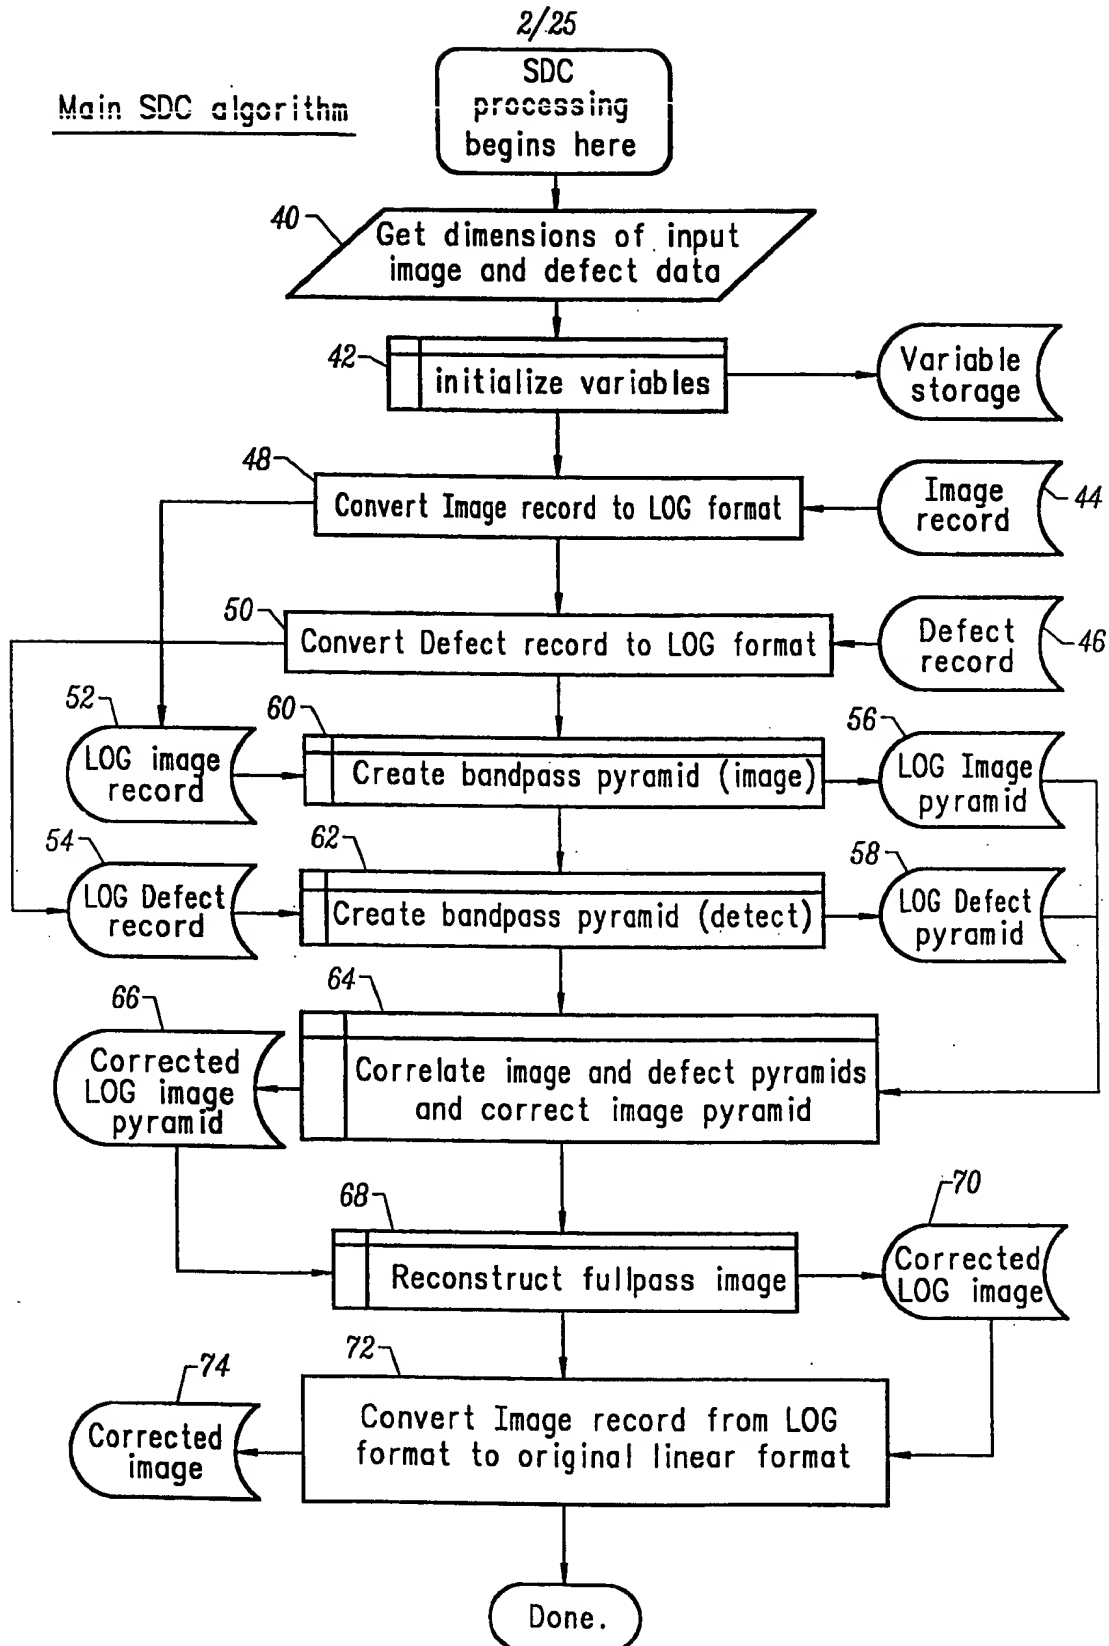 2/25
Main SDC algorithm
SDC
processing
begins here
40
Get dimensions of input
image and defect data
42
initialize variables
Variable
storage
48
Convert Image record to LOG format
Image
record
44
50
Convert Defect record to LOG format
Defect
record
46
52
LOG image
record
60
Create bandpass pyramid (image)
56
LOG Image
pyramid
54
LOG Defect
record
62
Create bandpass pyramid (detect)
58
LOG Defect
pyramid
64
Correlate image and defect pyramids
and correct image pyramid
66
Corrected
LOG image
pyramid
68
Reconstruct fullpass image
70
Corrected
LOG image
72
Convert Image record from LOG
format to original linear format
74
Corrected
image
Done.